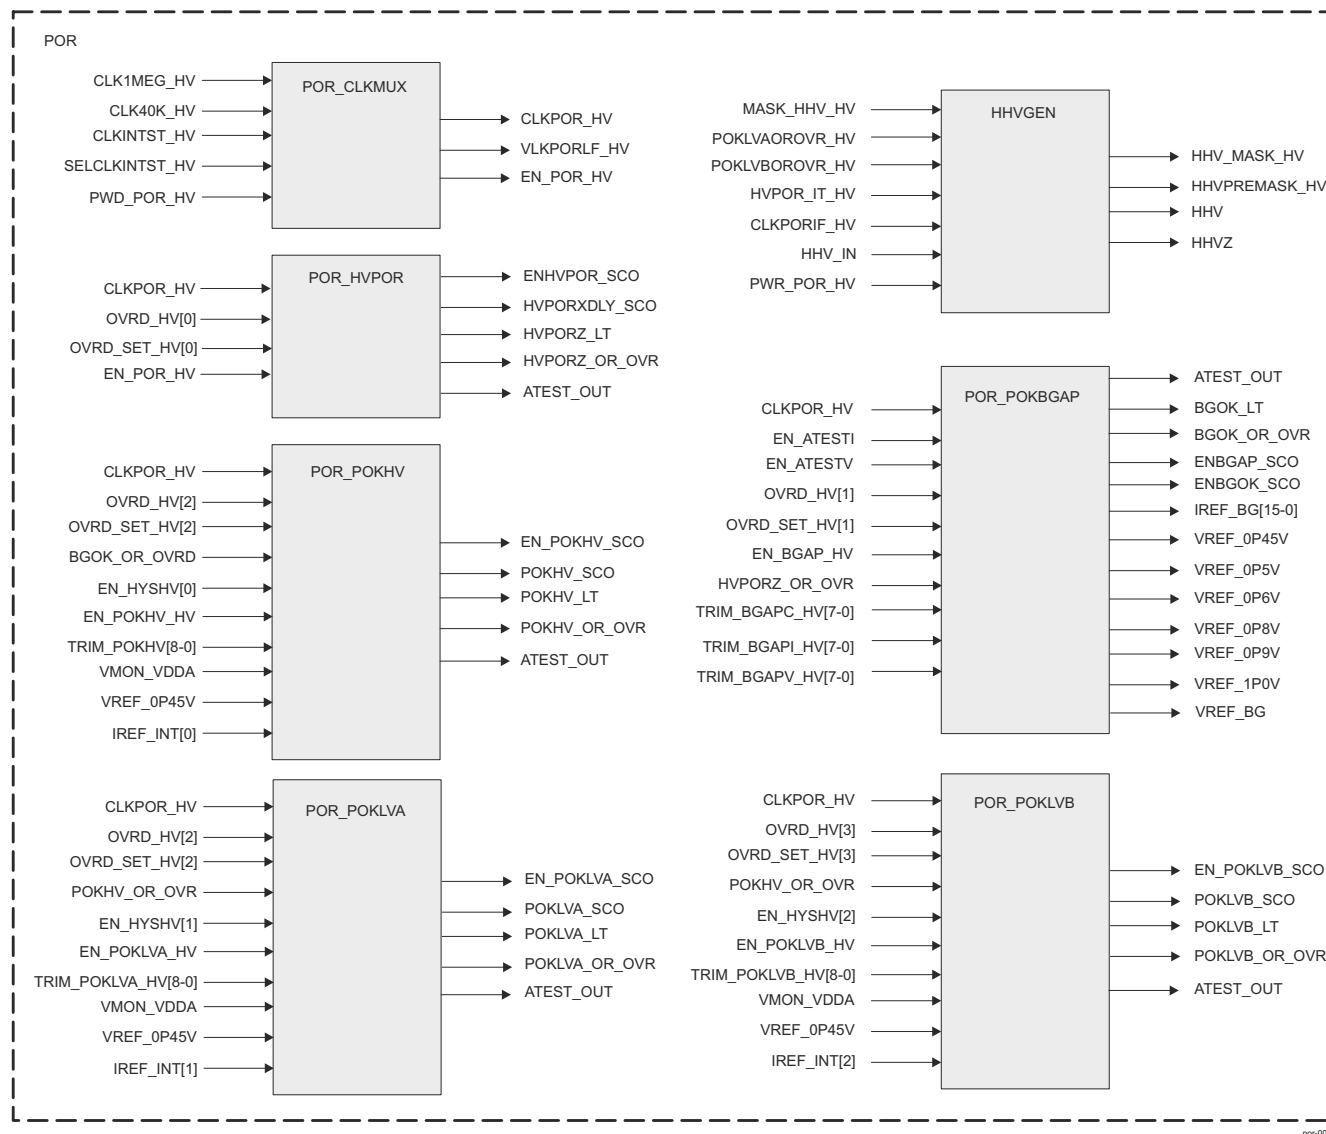 POR
CLK1MEG_HV
CLK40K_HV
CLKINTST_HV
SELCLKINTST_HV
PWD_POR_HV
POR_CLKMUX
CLKPOR_HV
VLKPORLF_HV
EN_POR_HV
CLKPOR_HV
OVRD_HV[0]
OVRD_SET_HV[0]
EN_POR_HV
POR_HVPOR
ENHVPOR_SCO
HVPORXDLY_SCO
HVPORZ_LT
HVPORZ_OR_OVR
ATEST_OUT
CLKPOR_HV
OVRD_HV[2]
OVRD_SET_HV[2]
BGOK_OR_OVRD
EN_HYSHV[0]
EN_POKHV_HV
TRIM_POKHV[8-0]
VMON_VDDA
VREF_0P45V
IREF_INT[0]
POR_POKHV
EN_POKHV_SCO
POKHV_SCO
POKHV_LT
POKHV_OR_OVR
ATEST_OUT
CLKPOR_HV
OVRD_HV[2]
OVRD_SET_HV[2]
POKHV_OR_OVR
EN_HYSHV[1]
EN_POKLVA_HV
TRIM_POKLVA_HV[8-0]
VMON_VDDA
VREF_0P45V
IREF_INT[1]
POR_POKLVA
EN_POKLVA_SCO
POKLVA_SCO
POKLVA_LT
POKLVA_OR_OVR
ATEST_OUT
MASK_HHV_HV
POKLVAOROVR_HV
POKLVBOROVR_HV
HVPOR_IT_HV
CLKPORIF_HV
HHV_IN
PWR_POR_HV
HHVGEN
HHV_MASK_HV
HHVPREMASK_HV
HHV
HHVZ
CLKPOR_HV
EN_ATESTI
EN_ATESTV
OVRD_HV[1]
OVRD_SET_HV[1]
EN_BGAP_HV
HVPORZ_OR_OVR
TRIM_BGAPC_HV[7-0]
TRIM_BGAPI_HV[7-0]
TRIM_BGAPV_HV[7-0]
POR_POKBGAP
ATEST_OUT
BGOK_LT
BGOK_OR_OVR
ENBGAP_SCO
ENBGOK_SCO
IREF_BG[15-0]
VREF_0P45V
VREF_0P5V
VREF_0P6V
VREF_0P8V
VREF_0P9V
VREF_1P0V
VREF_BG
CLKPOR_HV
OVRD_HV[3]
OVRD_SET_HV[3]
POKHV_OR_OVR
EN_HYSHV[2]
EN_POKLVB_HV
TRIM_POKLVB_HV[8-0]
VMON_VDDA
VREF_0P45V
IREF_INT[2]
POR_POKLVB
EN_POKLVB_SCO
POKLVB_SCO
POKLVB_LT
POKLVB_OR_OVR
ATEST_OUT